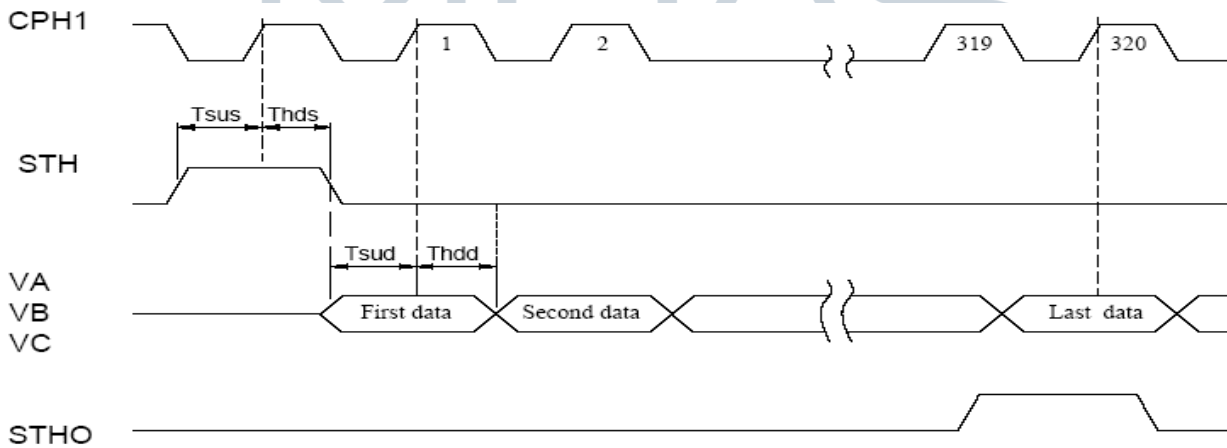 CPH1
1 2 319 320
Tsus Thds
STH
Tsud Thdd
VA
VB First data Second data Last data
VC
STHO